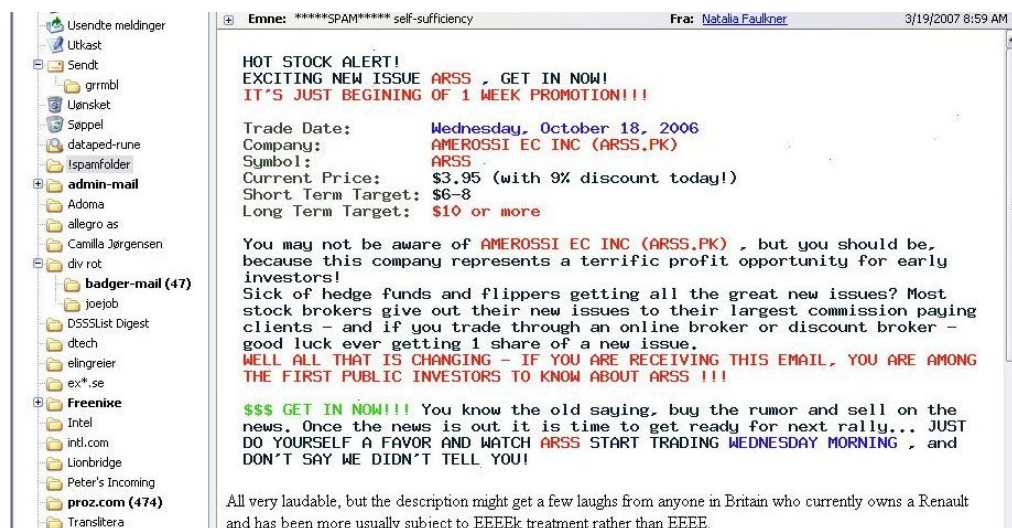 Usendte meldinger
Utkast
Sendt
grrmbl
Uønsket
Søppel
dataped-rune
!spamfolder
admin-mail
Adoma
allegro as
Camilla Jørgensen
div rot
badger-mail (47)
joejob
DSSSList Digest
dtech
elingreier
ex*.se
Freenixe
Intel
intl.com
Lionbridge
Peter's Incoming
proz.com (474)
Translitera
Emne: *****SPAM***** self-sufficiency Fra: Natalia Faulkner 3/19/2007 8:59 AM
HOT STOCK ALERT!
EXCITING NEW ISSUE ARSS , GET IN NOW!
IT'S JUST BEGINING OF 1 WEEK PROMOTION!!!
Trade Date: Wednesday, October 18, 2006
Company: AMEROSSI EC INC (ARSS.PK)
Symbol: ARSS
Current Price: $3.95 (with 9% discount today!)
Short Term Target: $6-8
Long Term Target: $10 or more
You may not be aware of AMEROSSI EC INC (ARSS.PK) , but you should be,
because this company represents a terrific profit opportunity for early
investors!
Sick of hedge funds and flippers getting all the great new issues? Most
stock brokers give out their new issues to their largest commission paying
clients - and if you trade through an online broker or discount broker -
good luck ever getting 1 share of a new issue.
WELL ALL THAT IS CHANGING - IF YOU ARE RECEIVING THIS EMAIL, YOU ARE AMONG
THE FIRST PUBLIC INVESTORS TO KNOW ABOUT ARSS !!!
$$$ GET IN NOW!!! You know the old saying, buy the rumor and sell on the
news. Once the news is out it is time to get ready for next rally... JUST
DO YOURSELF A FAVOR AND WATCH ARSS START TRADING WEDNESDAY MORNING , and
DON'T SAY WE DIDN'T TELL YOU!
All very laudable, but the description might get a few laughs from anyone in Britain who currently owns a Renault
and has been more usually subject to EEEEk treatment rather than EEEE.